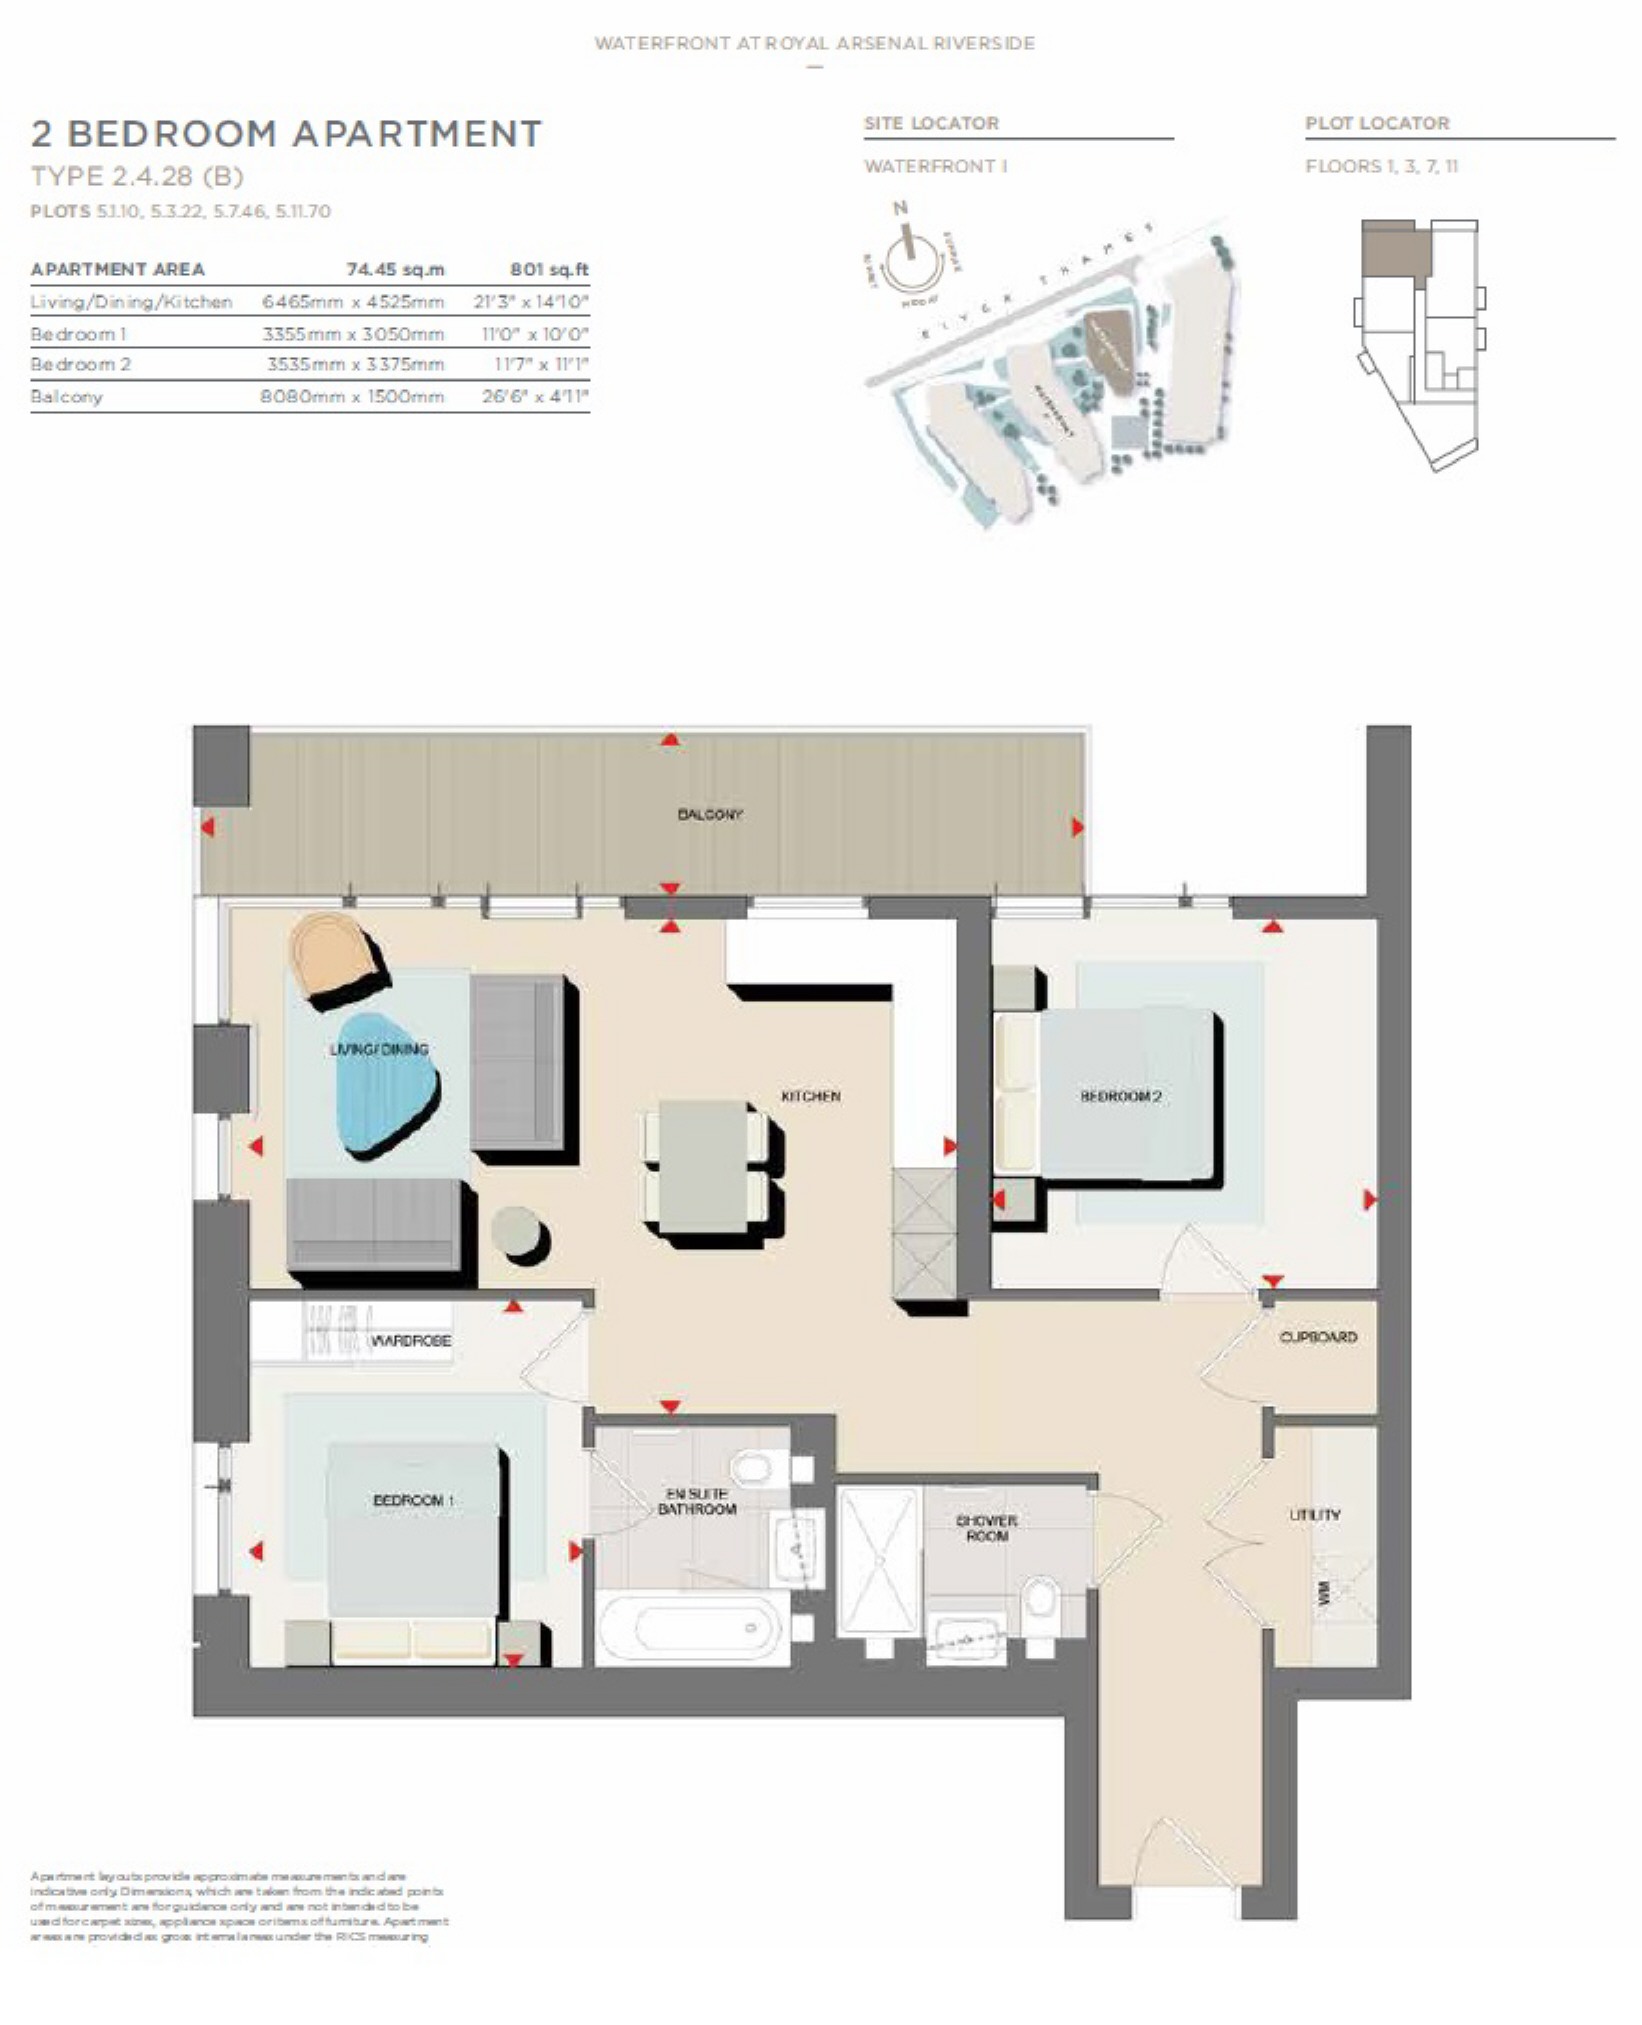 WATERFRONT AT ROYAL ARSENAL RIVERSIDE
2 BEDROOM APARTMENT
TYPE 2.4.28 (B)
PLOTS 5.1.10, 5.3.22, 5.7.46, 5.11.70
APARTMENT AREA 74.45 sq.m 801 sq.ft
Living/Dining/Kitchen 6465mm x 4525mm 21'3" x 14'10"
Bedroom 1 3355mm x 3050mm 11'0" x 10'0"
Bedroom 2 3535mm x 3375mm 11'7" x 11'1"
Balcony 8080mm x 1500mm 26'6" x 4'11"
SITE LOCATOR
WATERFRONT I
N
SUNRISE
MIDDAY
SUNSET
RIVER THAMES
PLOT LOCATOR
FLOORS 1, 3, 7, 11
BALCONY
LIVING/DINING
KITCHEN
BEDROOM 2
WARDROBE
CUPBOARD
BEDROOM 1
EN SUITE
BATHROOM
SHOWER
ROOM
UTILITY
WM
Apartment layouts provide approximate measurements and are
indicative only. Dimensions, which are taken from the indicated points
of measurement are for guidance only and are not intended to be
used for carpet sizes, appliance space or items of furniture. Apartment
areas are provided as gross internal areas under the RICS measuring